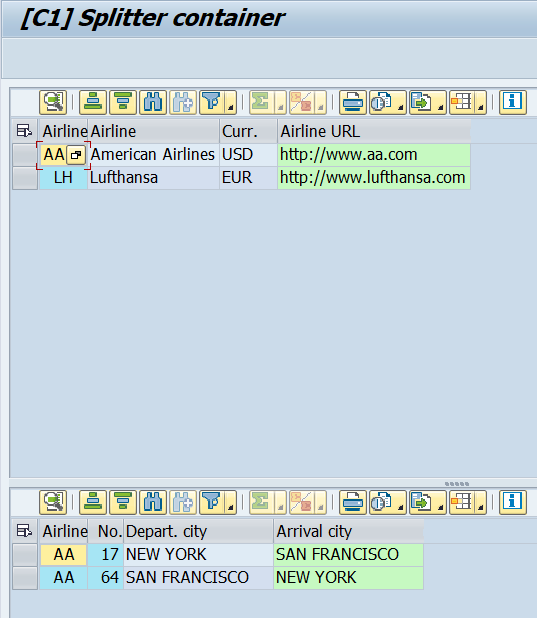 [C1] Splitter container
Airline Airline Curr. Airline URL
AA American Airlines USD http://www.aa.com
LH Lufthansa EUR http://www.lufthansa.com
Airline No. Depart. city Arrival city
AA 17 NEW YORK SAN FRANCISCO
AA 64 SAN FRANCISCO NEW YORK